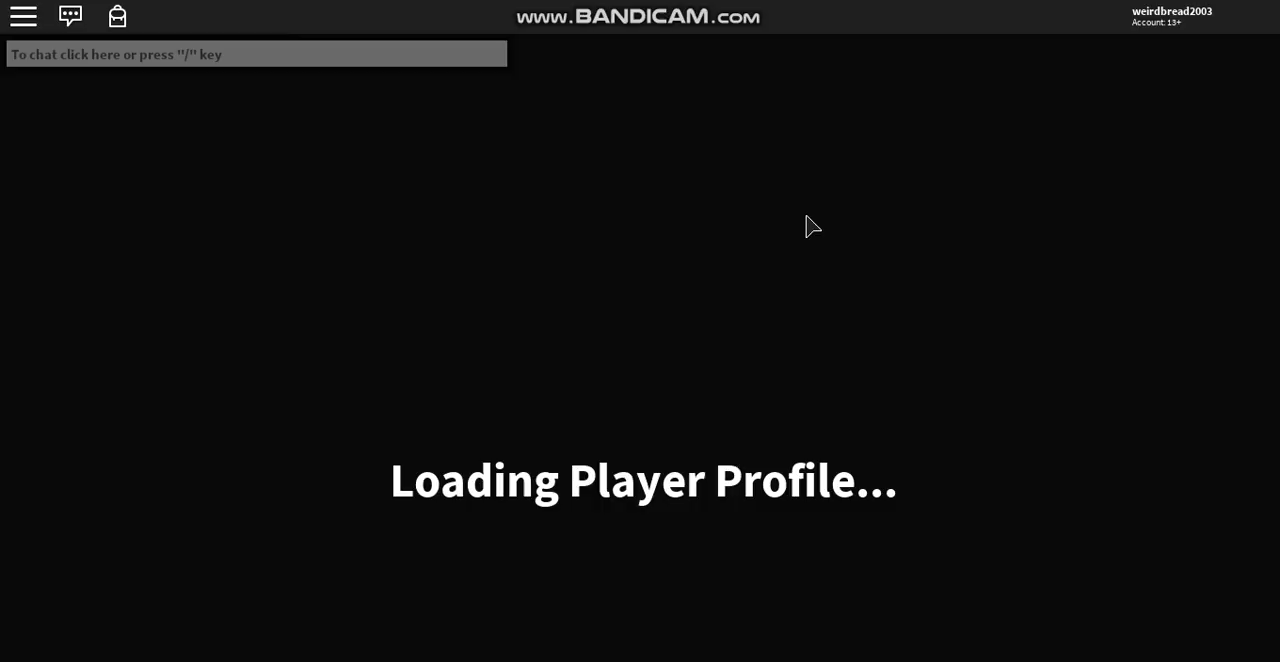 www.BANDICAM.com
weirdbread2003
Account: 13+
To chat click here or press "/" key
Loading Player Profile...